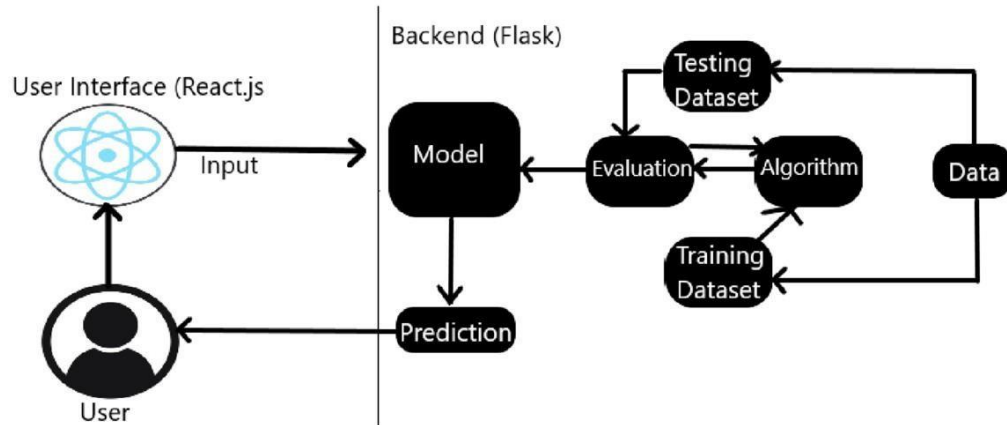 Backend (Flask)
User Interface (React.js
Input
User
Model
Prediction
Evaluation
Algorithm
Testing
Dataset
Training
Dataset
Data